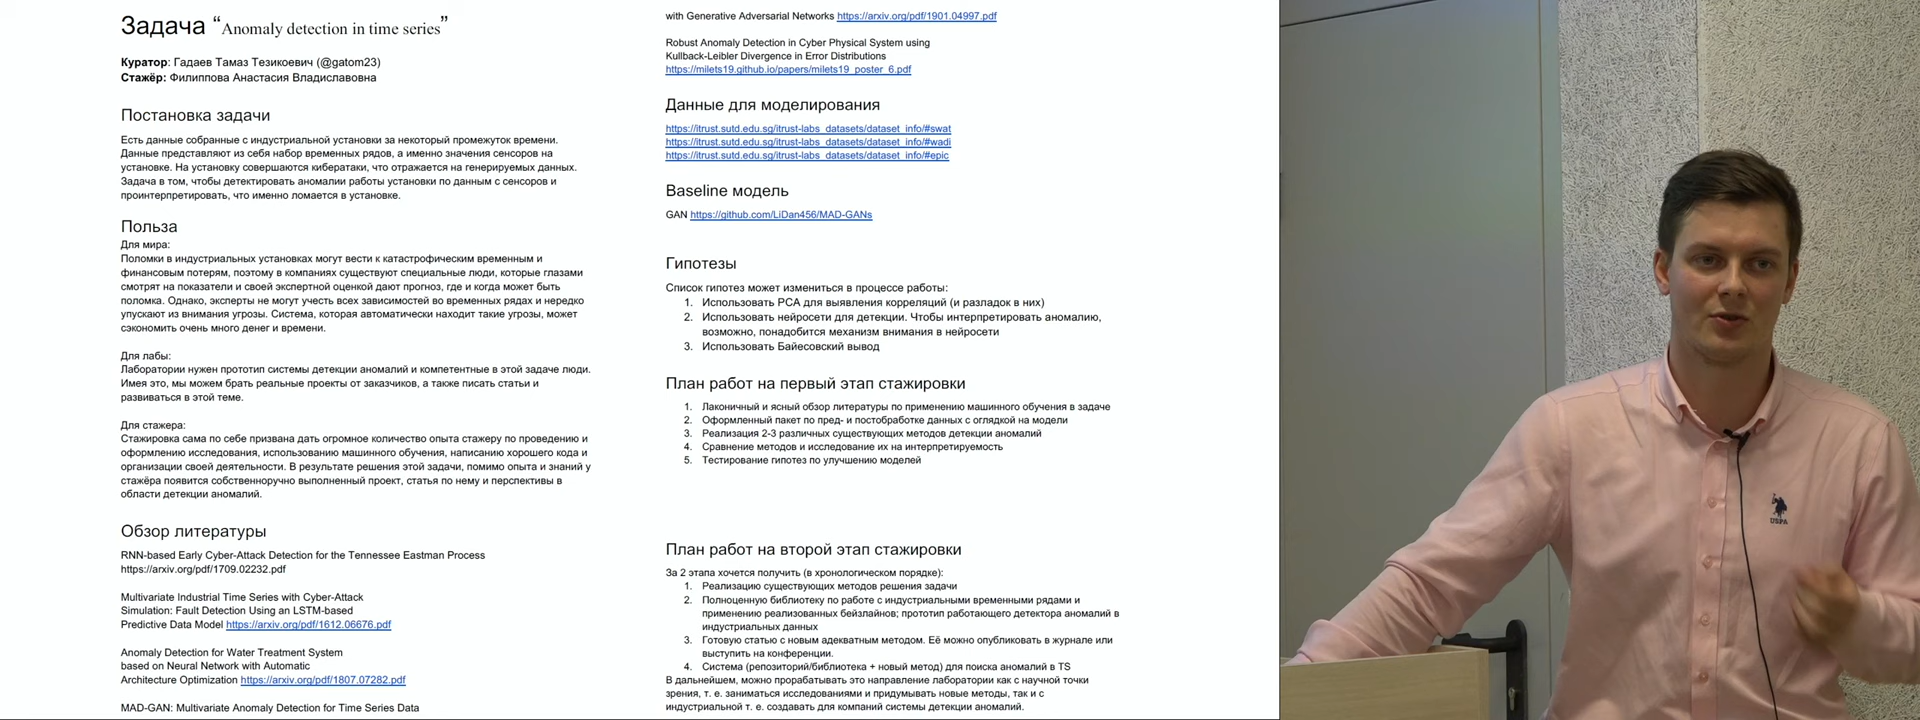 Задача “Anomaly detection in time series”
Куратор: Гадаев Тамаз Тезикоевич (@gatom23)
Стажёр: Филиппова Анастасия Владиславовна
Постановка задачи
Есть данные собранные с индустриальной установки за некоторый промежуток времени.
Данные представляют из себя набор временных рядов, а именно значения сенсоров на
установке. На установку совершаются кибератаки, что отражается на генерируемых данных.
Задача в том, чтобы детектировать аномалии работы установки по данным с сенсоров и
проинтерпретировать, что именно ломается в установке.
Польза
Для мира:
Поломки в индустриальных установках могут вести к катастрофическим временным и
финансовым потерям, поэтому в компаниях существуют специальные люди, которые глазами
смотрят на показатели и своей экспертной оценкой дают прогноз, где и когда может быть
поломка. Однако, эксперты не могут учесть всех зависимостей во временных рядах и нередко
упускают из внимания угрозы. Система, которая автоматически находит такие угрозы, может
сэкономить очень много денег и времени.
Для лабы:
Лаборатории нужен прототип системы детекции аномалий и компетентные в этой задаче люди.
Имея это, мы можем брать реальные проекты от заказчиков, а также писать статьи и
развиваться в этой теме.
Для стажера:
Стажировка сама по себе призвана дать огромное количество опыта стажеру по проведению и
оформлению исследования, использованию машинного обучения, написанию хорошего кода и
организации своей деятельности. В результате решения этой задачи, помимо опыта и знаний у
стажёра появится собственноручно выполненный проект, статья по нему и перспективы в
области детекции аномалий.
Обзор литературы
RNN-based Early Cyber-Attack Detection for the Tennessee Eastman Process
https://arxiv.org/pdf/1709.02232.pdf
Multivariate Industrial Time Series with Cyber-Attack
Simulation: Fault Detection Using an LSTM-based
Predictive Data Model https://arxiv.org/pdf/1612.06676.pdf
Anomaly Detection for Water Treatment System
based on Neural Network with Automatic
Architecture Optimization https://arxiv.org/pdf/1807.07282.pdf
MAD-GAN: Multivariate Anomaly Detection for Time Series Data
with Generative Adversarial Networks https://arxiv.org/pdf/1901.04997.pdf
Robust Anomaly Detection in Cyber Physical System using
Kullback-Leibler Divergence in Error Distributions
https://milets19.github.io/papers/milets19_poster_6.pdf
Данные для моделирования
https://itrust.sutd.edu.sg/itrust-labs_datasets/dataset_info/#swat
https://itrust.sutd.edu.sg/itrust-labs_datasets/dataset_info/#wadi
https://itrust.sutd.edu.sg/itrust-labs_datasets/dataset_info/#epic
Baseline модель
GAN https://github.com/LiDan456/MAD-GANs
Гипотезы
Список гипотез может измениться в процессе работы:
1. Использовать PCA для выявления корреляций (и разладок в них)
2. Использовать нейросети для детекции. Чтобы интерпретировать аномалию,
возможно, понадобится механизм внимания в нейросети
3. Использовать Байесовский вывод
План работ на первый этап стажировки
1. Лаконичный и ясный обзор литературы по применению машинного обучения в задаче
2. Оформленный пакет по пред- и постобработке данных с оглядкой на модели
3. Реализация 2-3 различных существующих методов детекции аномалий
4. Сравнение методов и исследование их на интерпретируемость
5. Тестирование гипотез по улучшению моделей
План работ на второй этап стажировки
За 2 этапа хочется получить (в хронологическом порядке):
1. Реализацию существующих методов решения задачи
2. Полноценную библиотеку по работе с индустриальными временными рядами и
применению реализованных бейзлайнов; прототип работающего детектора аномалий в
индустриальных данных
3. Готовую статью с новым адекватным методом. Её можно опубликовать в журнале или
выступить на конференции.
4. Система (репозиторий/библиотека + новый метод) для поиска аномалий в TS
В дальнейшем, можно прорабатывать это направление лаборатории как с научной точки
зрения, т. е. заниматься исследованиями и придумывать новые методы, так и с
индустриальной т. е. создавать для компаний системы детекции аномалий.
USPA